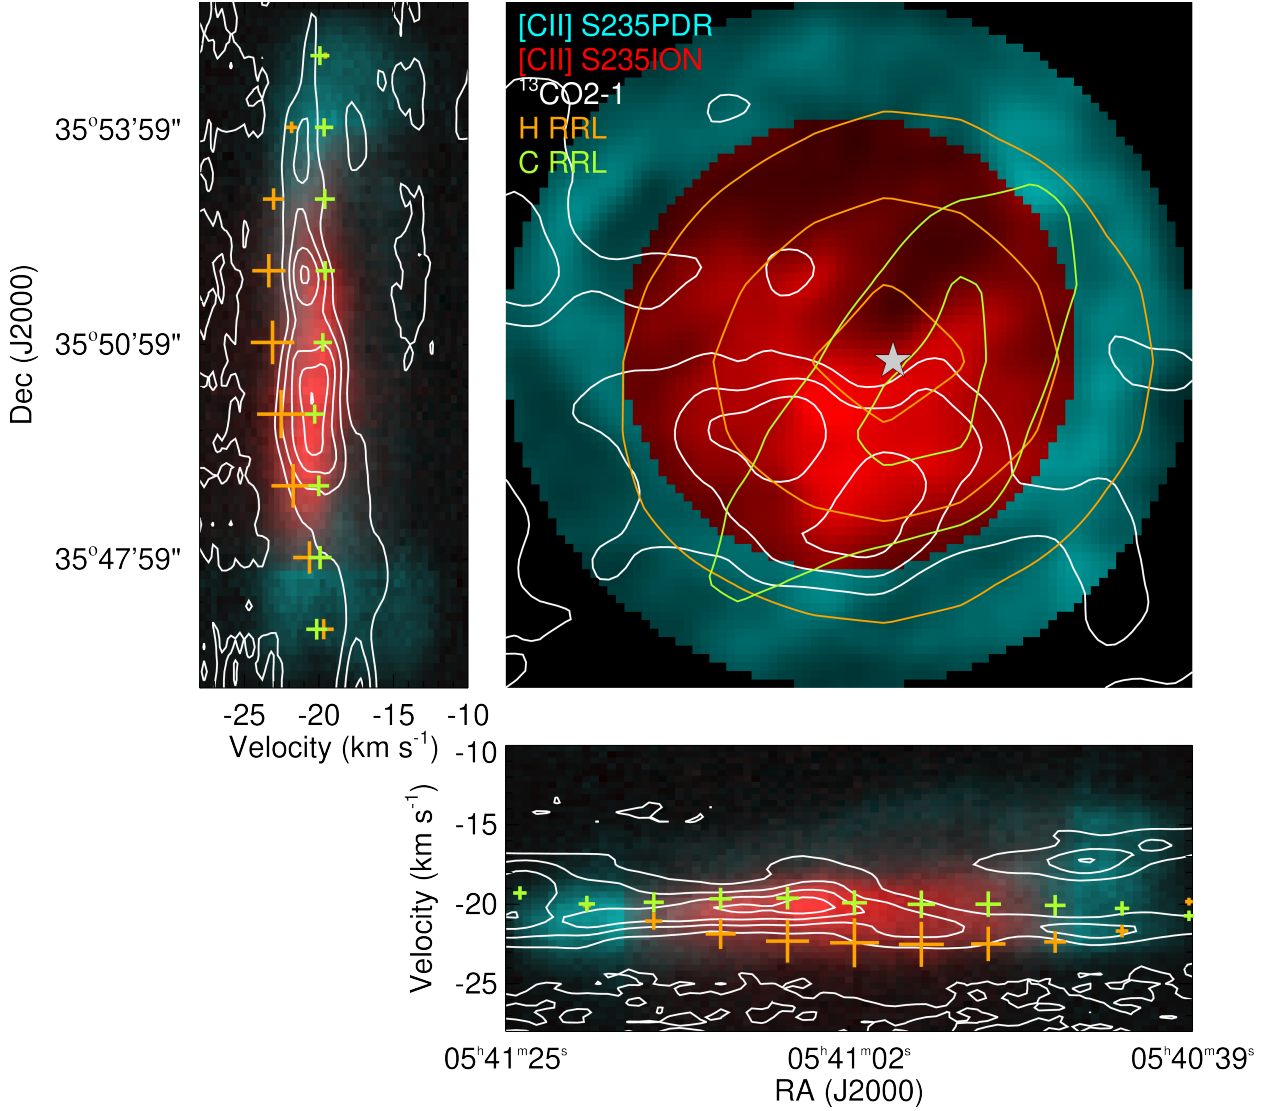 [CII] S235PDR
[CII] S235ION
¹³CO2-1
H RRL
C RRL
Dec (J2000)
35°53'59"
35°50'59"
35°47'59"
-25 -20 -15 -10
Velocity (km s⁻¹)
Velocity (km s⁻¹)
-10
-15
-20
-25
05ʰ41ᵐ25ˢ 05ʰ41ᵐ02ˢ 05ʰ40ᵐ39ˢ
RA (J2000)